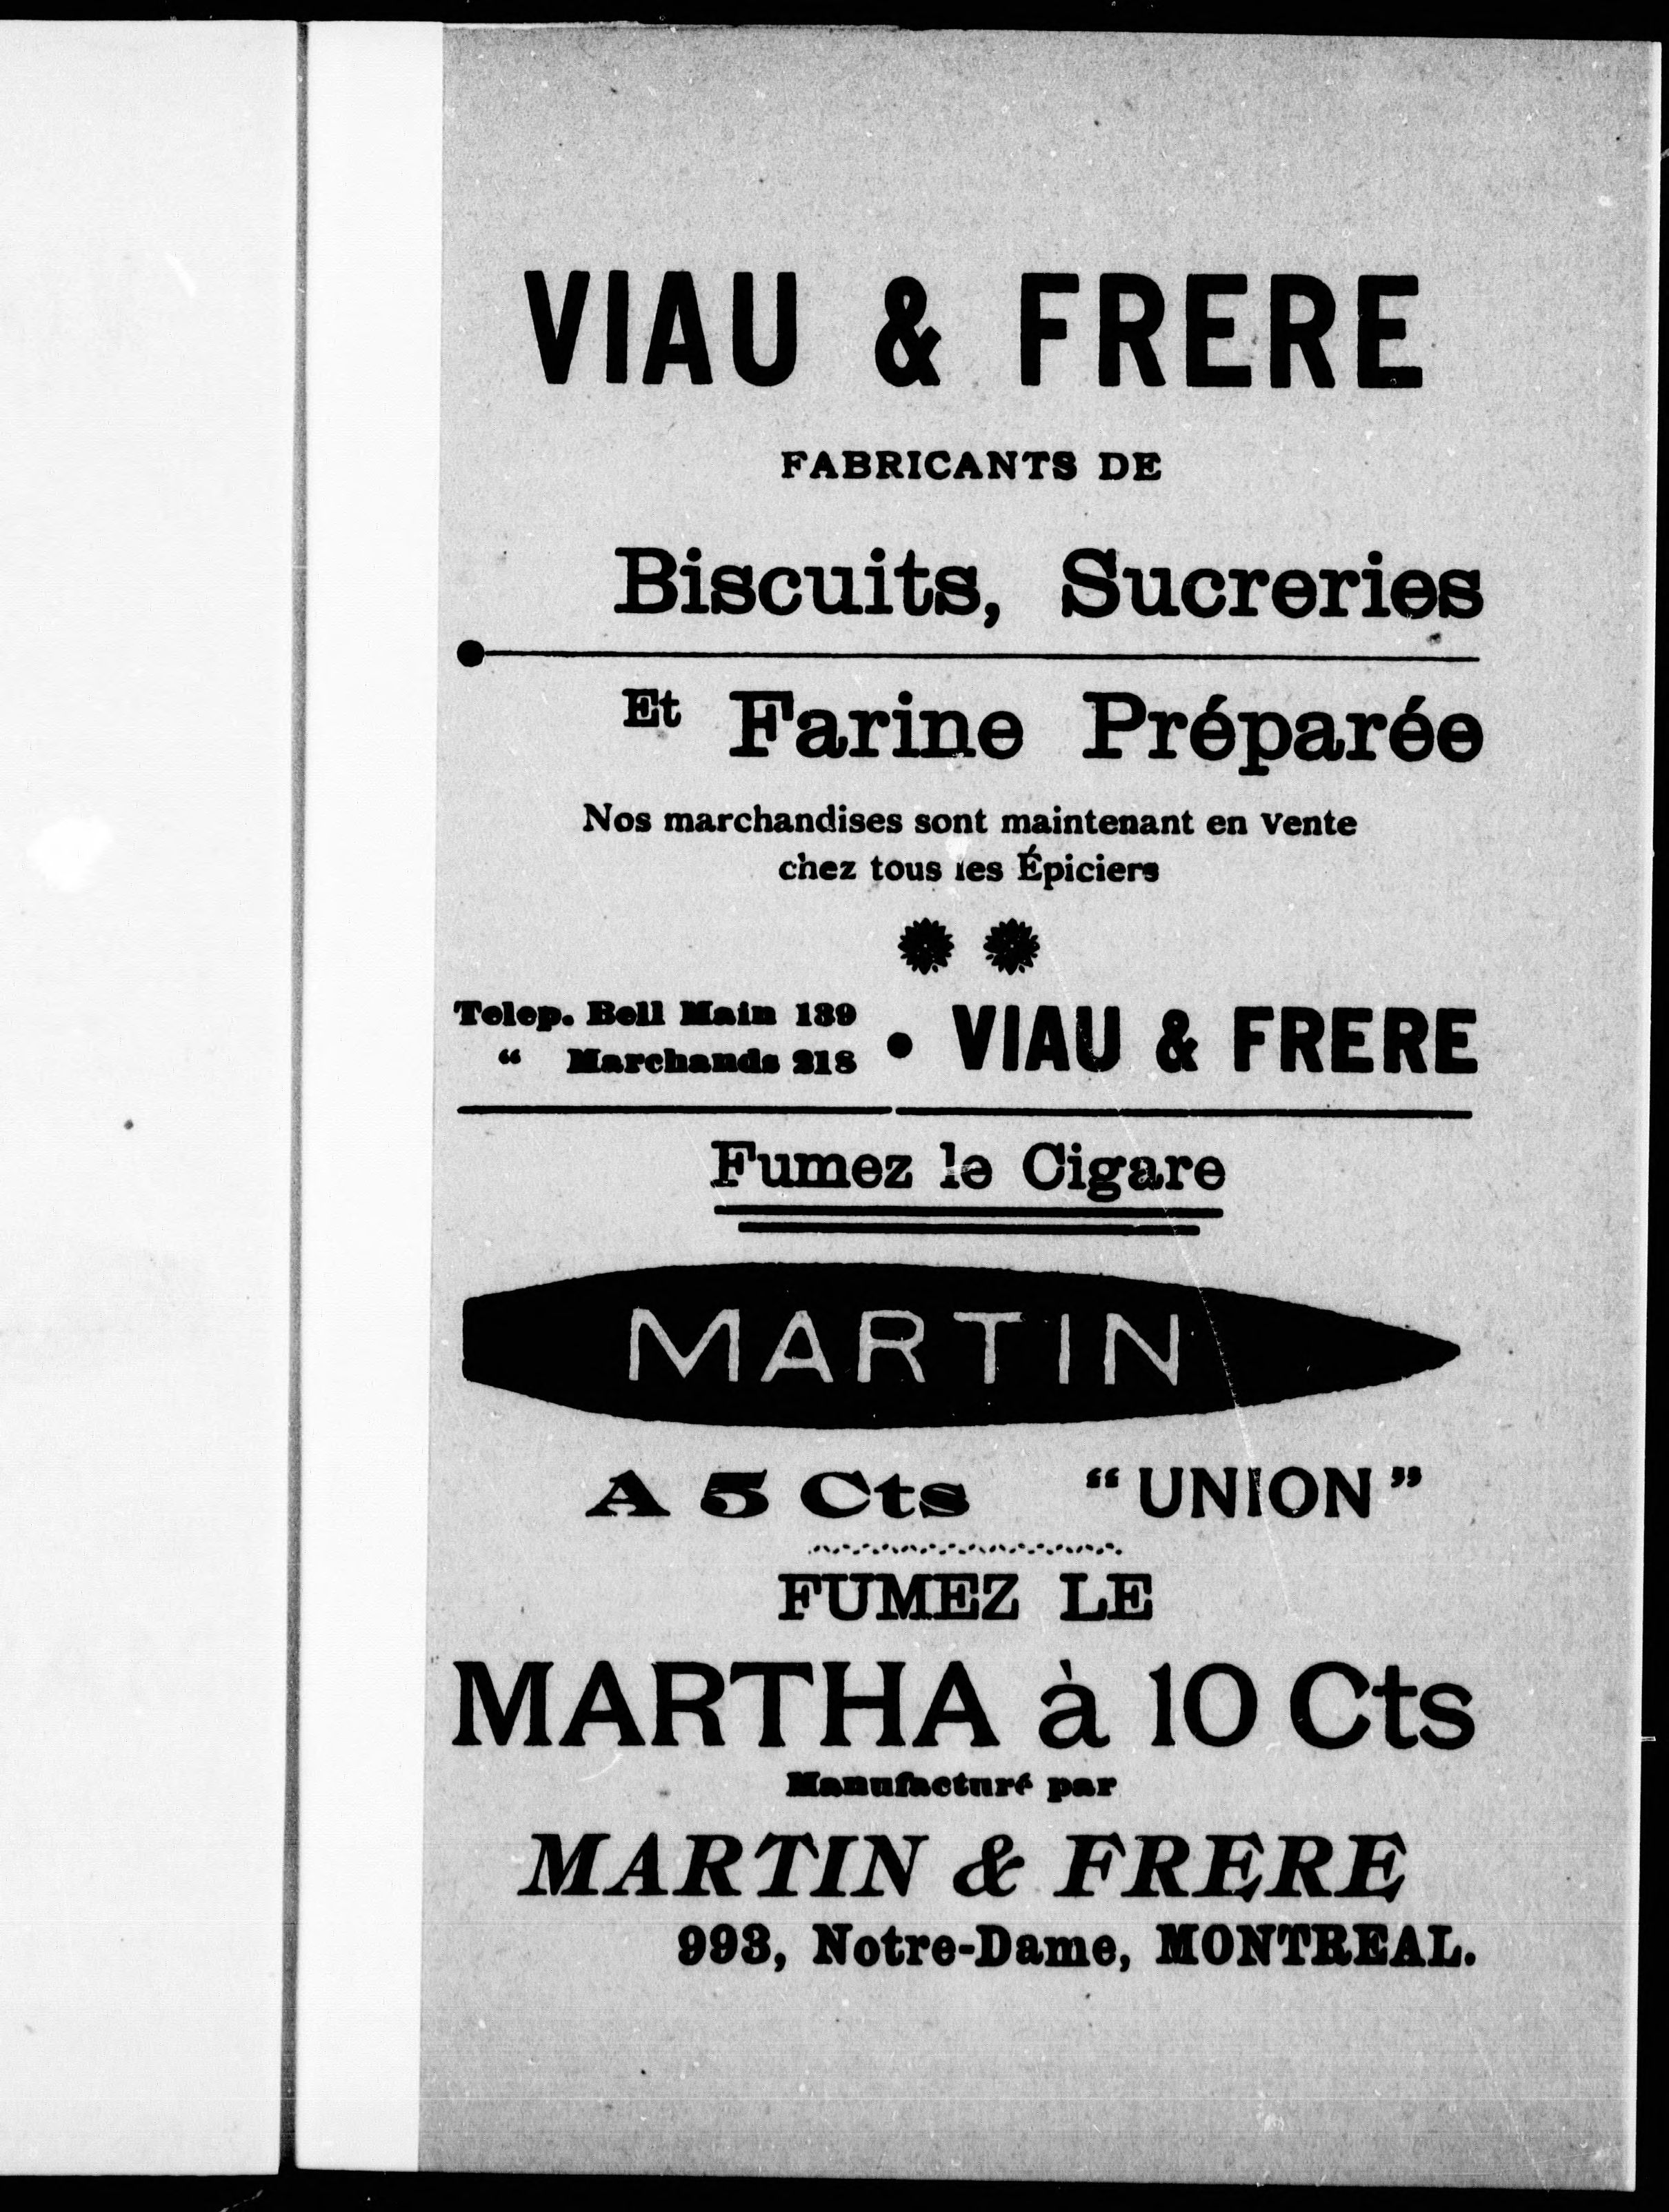 VIAU & FRERE
FABRICANTS DE
Biscuits, Sucreries
Et Farine Préparée
Nos marchandises sont maintenant en vente
chez tous les Épiciers
Telep. Bell Main 139
“ Marchands 218
• VIAU & FRERE
Fumez le Cigare
MARTIN
A 5 Cts “UNION”
FUMEZ LE
MARTHA à 10 Cts
Manufacturé par
MARTIN & FRERE
993, Notre-Dame, MONTREAL.